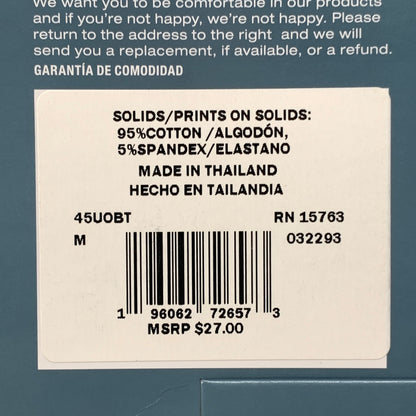 We want you to be comfortable in our products
and if you're not happy, we're not happy. Please
return to the address to the right and we will
send you a replacement, if available, or a refund.
GARANTÍA DE COMODIDAD
SOLIDS/PRINTS ON SOLIDS:
95%COTTON /ALGODÓN,
5%SPANDEX/ELASTANO
MADE IN THAILAND
HECHO EN TAILANDIA
45UOBT RN 15763
M 032293
1 96062 72657 3
MSRP $27.00